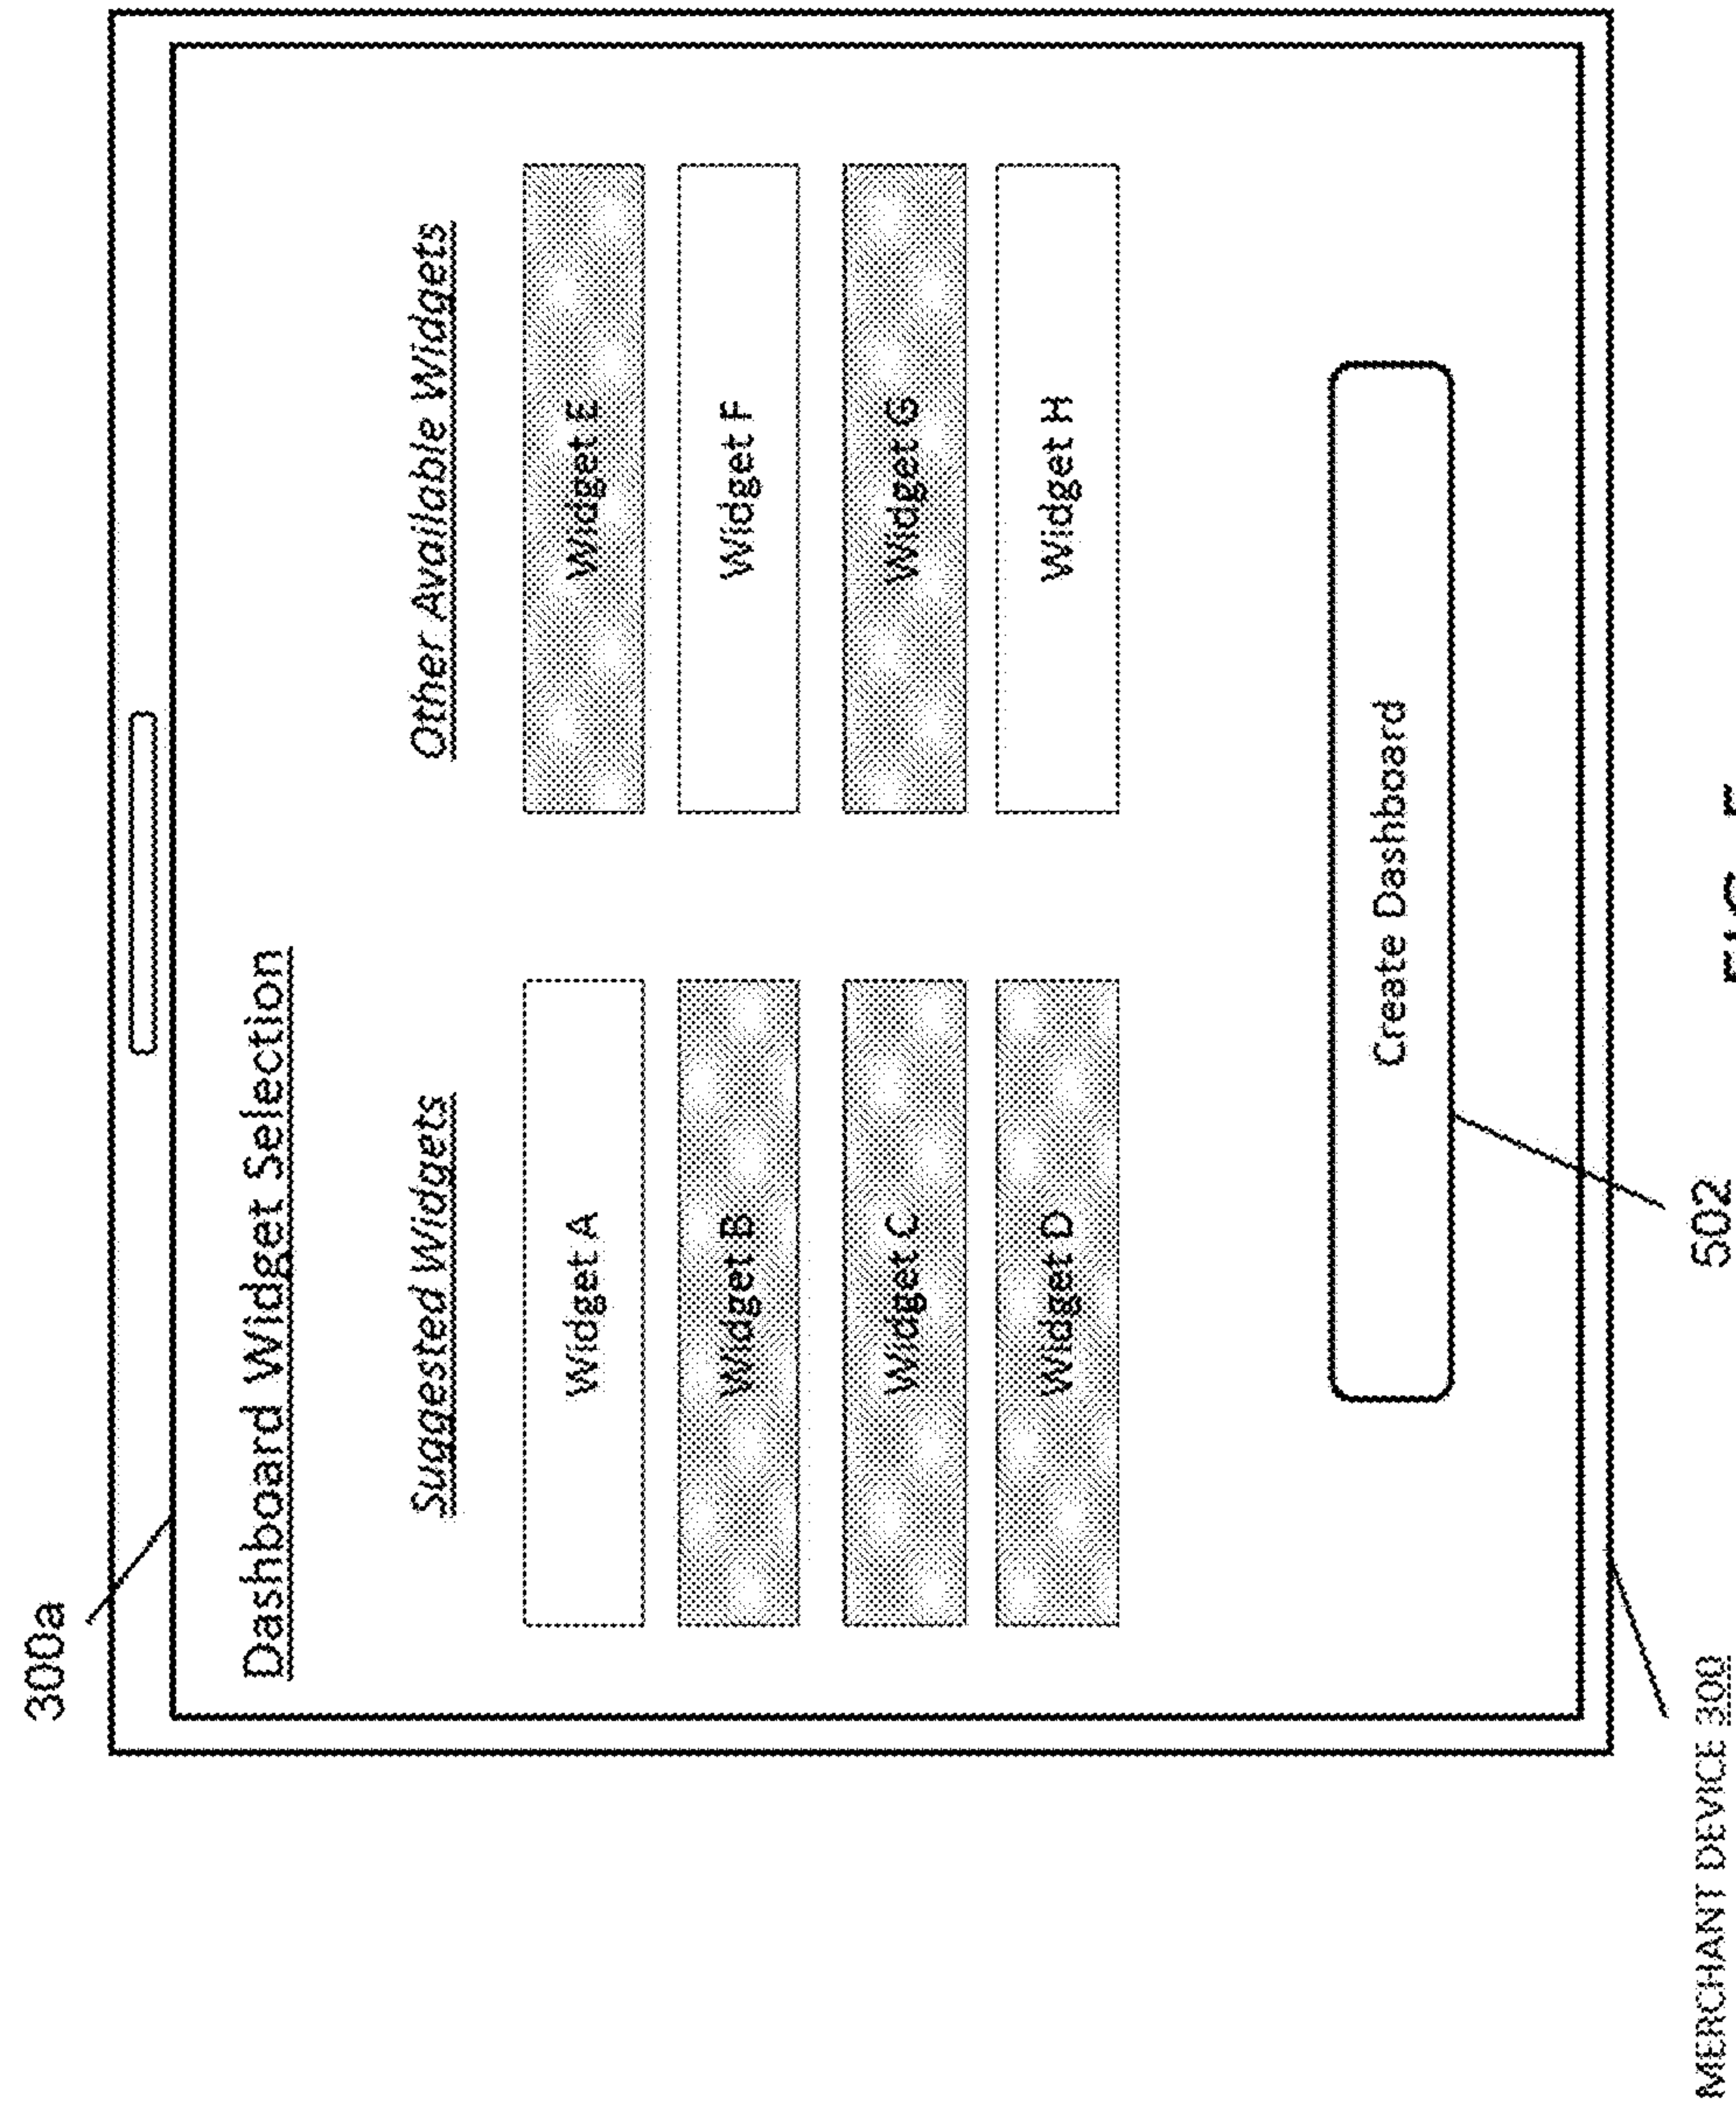 300a
Dashboard Widget Selection
Suggested Widgets
Other Available Widgets
Widget A
Widget E
Widget B
Widget F
Widget C
Widget G
Widget D
Widget H
Create Dashboard
MERCHANT DEVICE 300
502